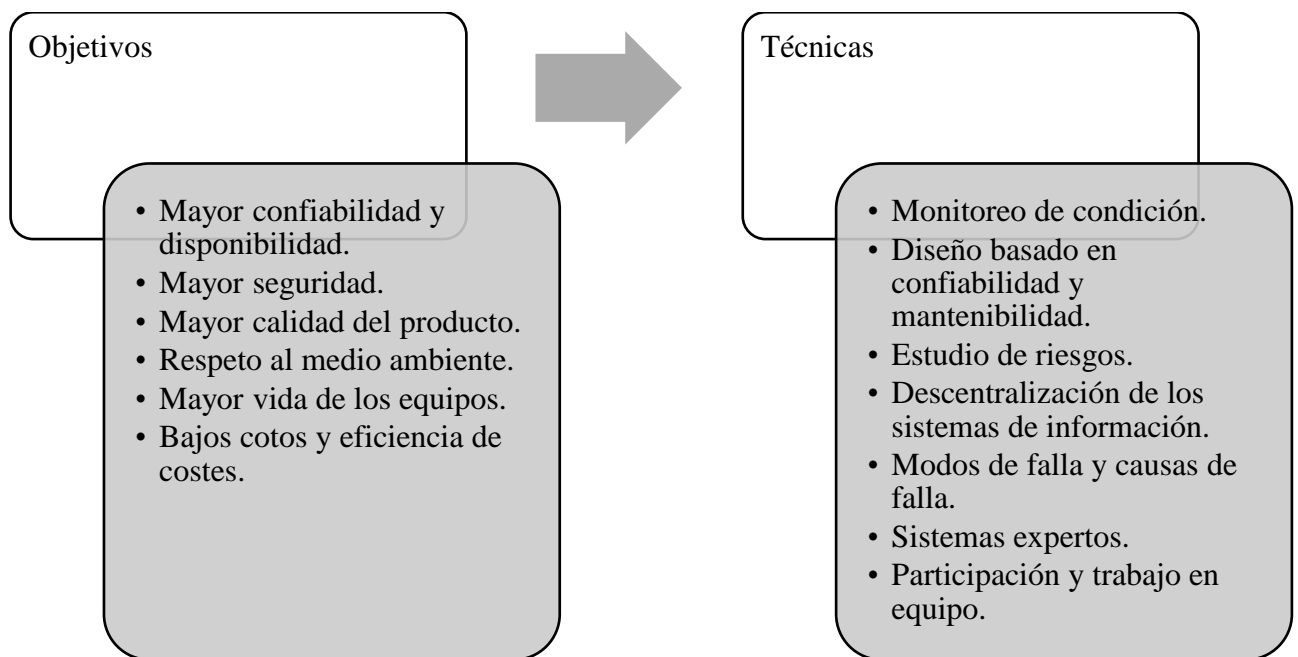 Objetivos
• Mayor confiabilidad y
disponibilidad.
• Mayor seguridad.
• Mayor calidad del producto.
• Respeto al medio ambiente.
• Mayor vida de los equipos.
• Bajos cotos y eficiencia de
costes.
Técnicas
• Monitoreo de condición.
• Diseño basado en
confiabilidad y
mantenibilidad.
• Estudio de riesgos.
• Descentralización de los
sistemas de información.
• Modos de falla y causas de
falla.
• Sistemas expertos.
• Participación y trabajo en
equipo.